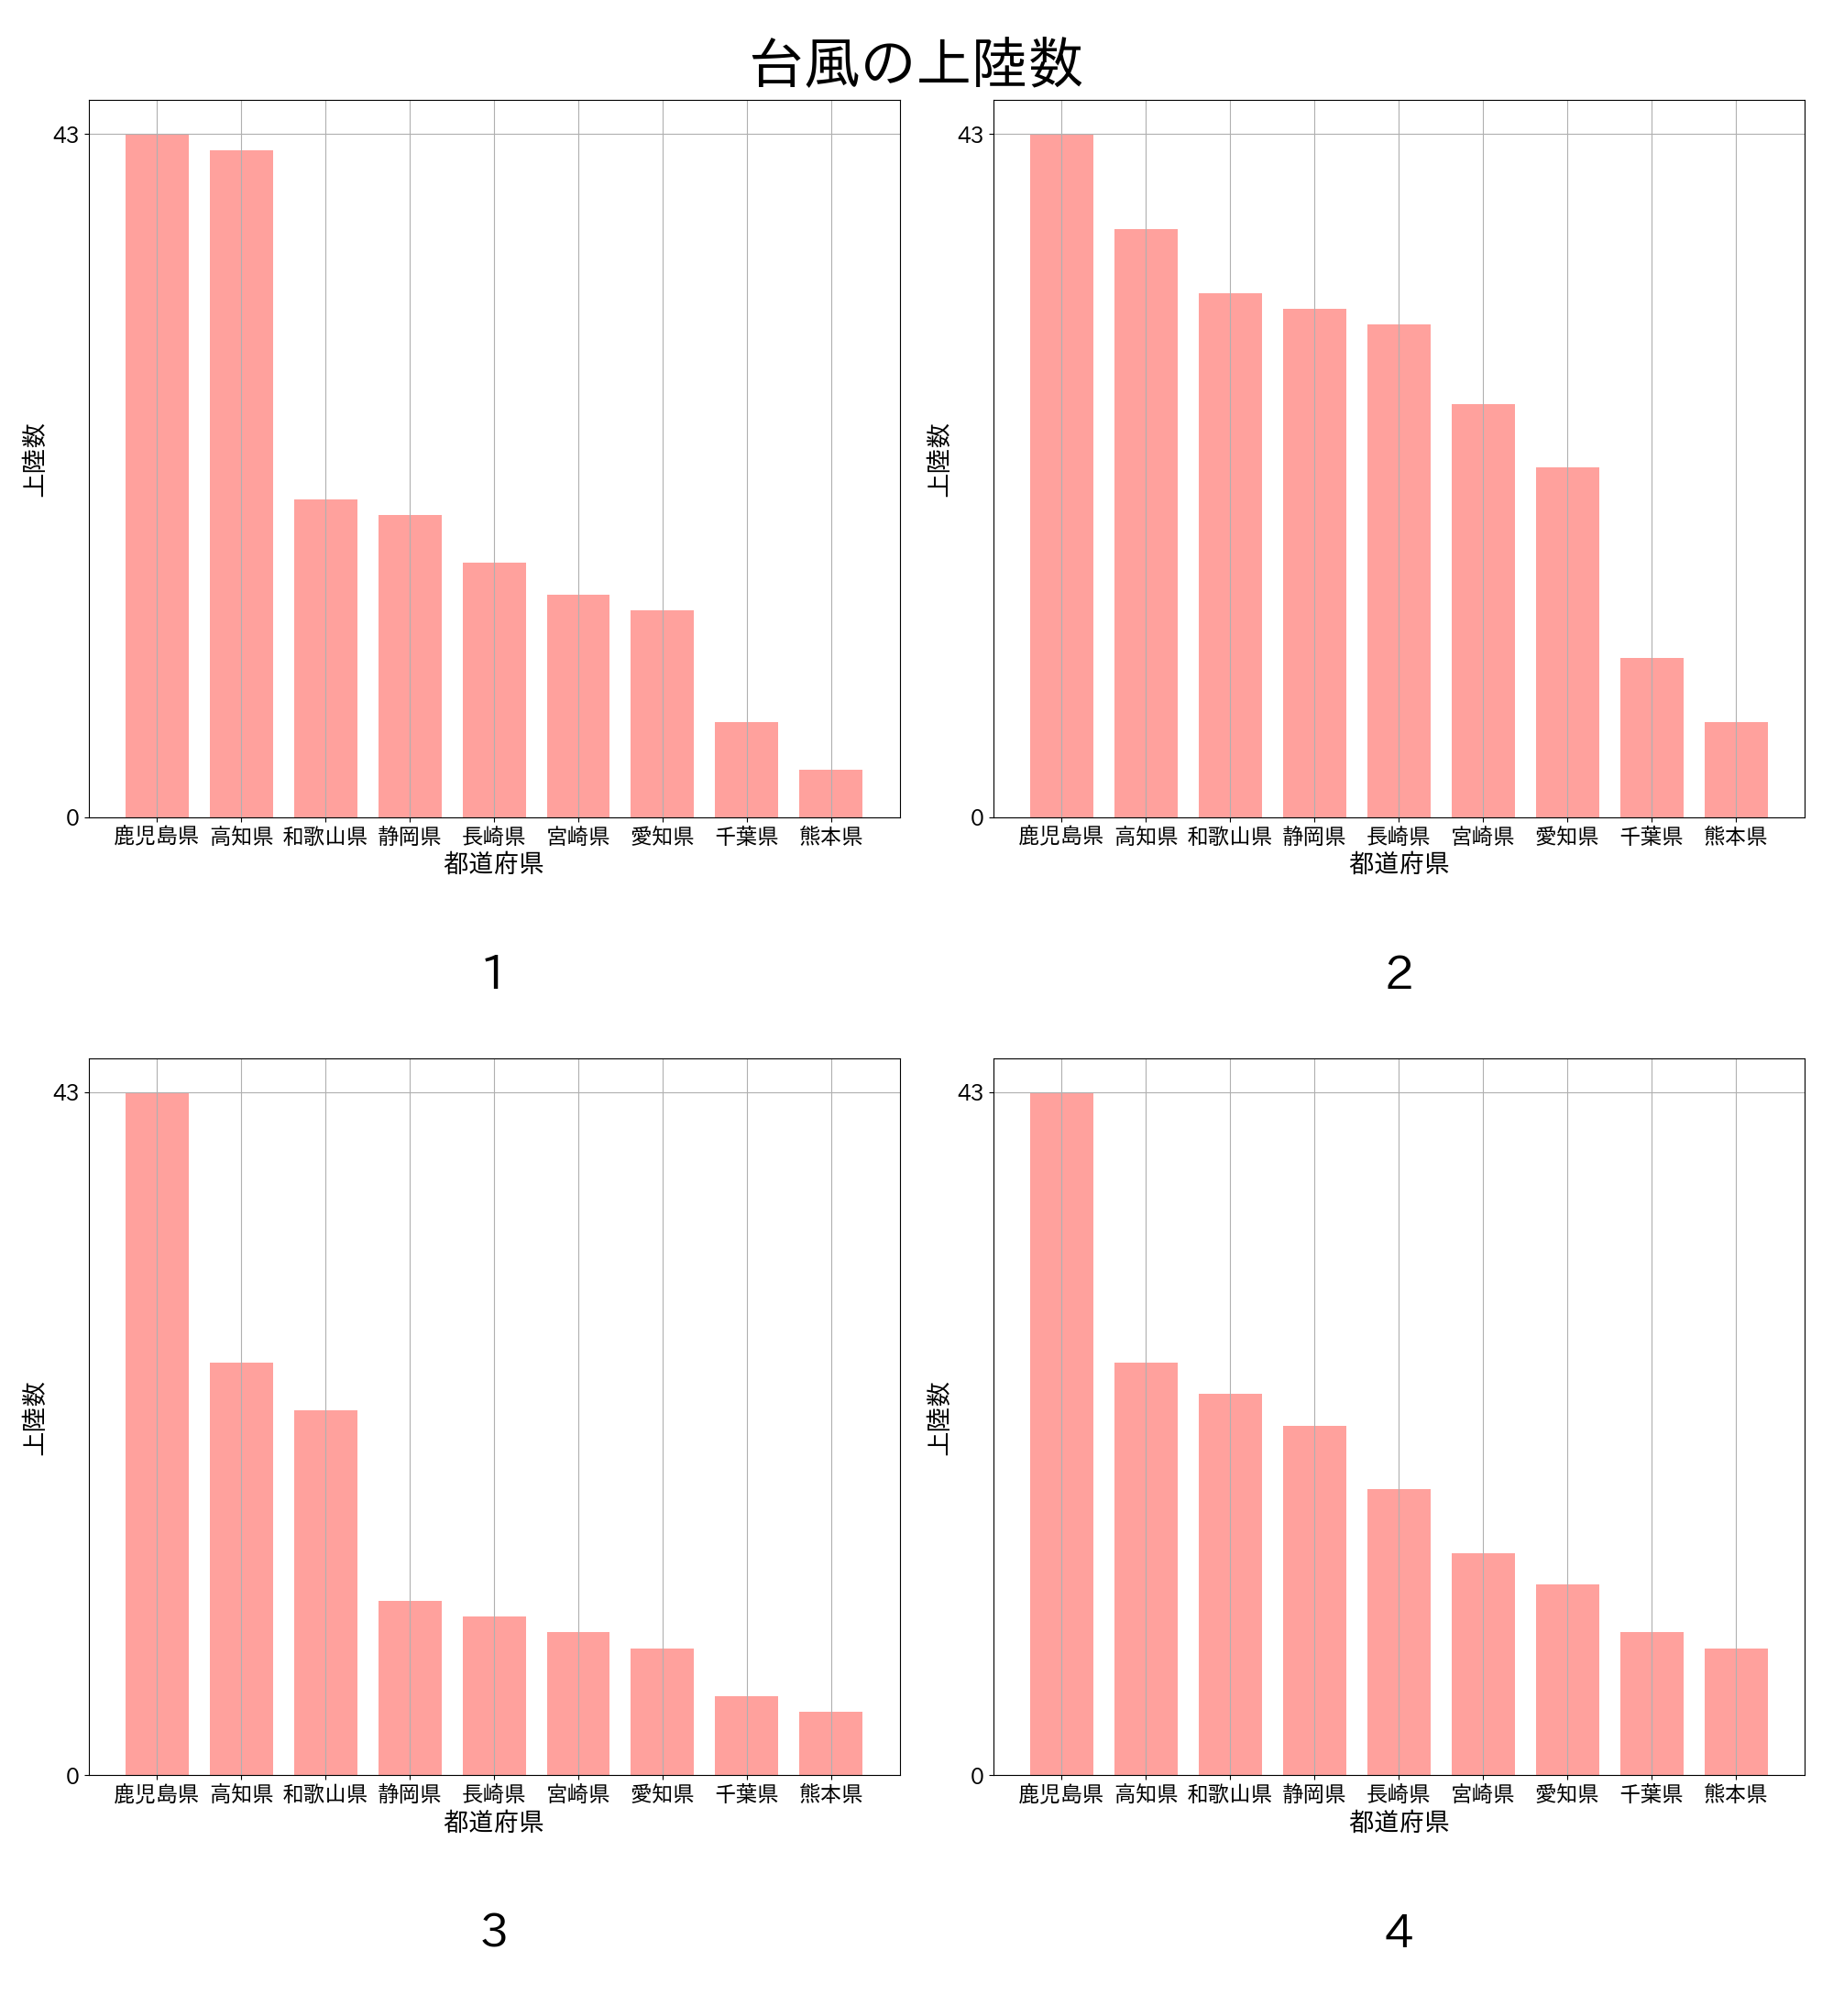 台風の上陸数
43
0
上陸数
鹿児島県 高知県 和歌山県 静岡県 長崎県 宮崎県 愛知県 千葉県 熊本県
都道府県
1
43
0
上陸数
鹿児島県 高知県 和歌山県 静岡県 長崎県 宮崎県 愛知県 千葉県 熊本県
都道府県
2
43
0
上陸数
鹿児島県 高知県 和歌山県 静岡県 長崎県 宮崎県 愛知県 千葉県 熊本県
都道府県
3
43
0
上陸数
鹿児島県 高知県 和歌山県 静岡県 長崎県 宮崎県 愛知県 千葉県 熊本県
都道府県
4